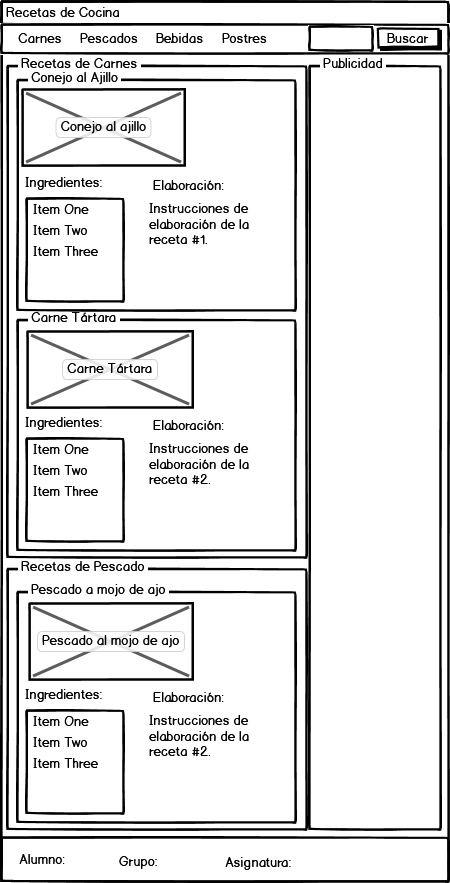 Recetas de Cocina
Carnes Pescados Bebidas Postres Buscar
Recetas de Carnes
Conejo al Ajillo
Conejo al ajillo
Ingredientes:
Item One
Item Two
Item Three
Elaboración:
Instrucciones de
elaboración de la
receta #1.
Carne Tártara
Carne Tártara
Ingredientes:
Item One
Item Two
Item Three
Elaboración:
Instrucciones de
elaboración de la
receta #2.
Recetas de Pescado
Pescado a mojo de ajo
Pescado al mojo de ajo
Ingredientes:
Item One
Item Two
Item Three
Elaboración:
Instrucciones de
elaboración de la
receta #2.
Publicidad
Alumno: Grupo: Asignatura: